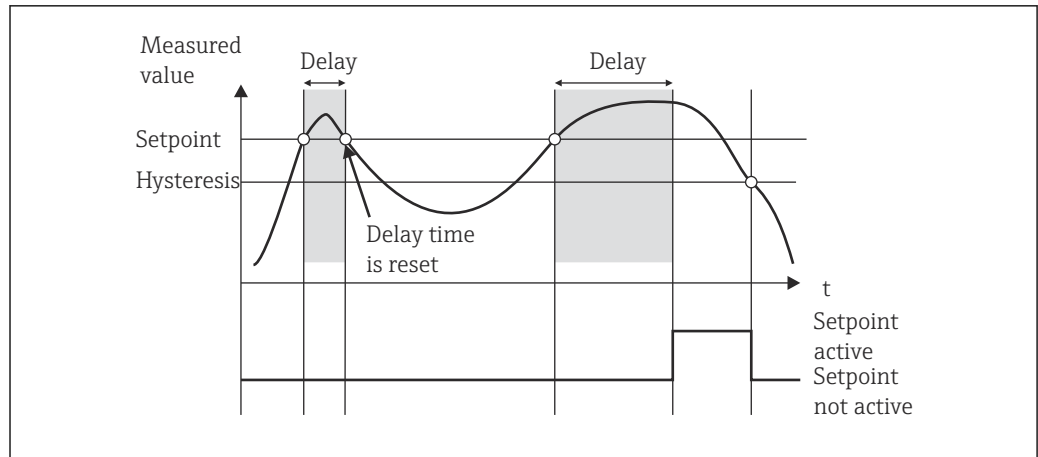 Measured
value
Delay
Delay
Setpoint
Hysteresis
Delay time
is reset
t
Setpoint
active
Setpoint
not active